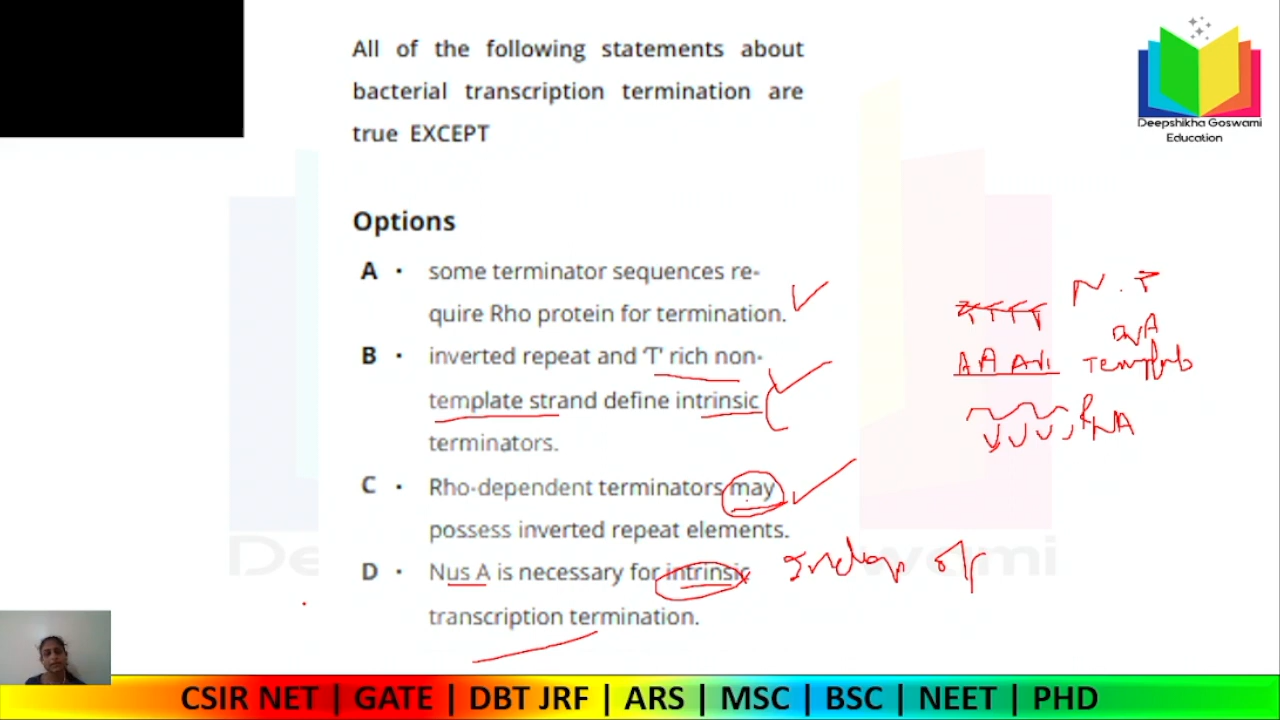 All of the following statements about
bacterial transcription termination are
true EXCEPT
Deepshikha Goswami
Education
Options
A · some terminator sequences re-
quire Rho protein for termination.
B · inverted repeat and ‘T’ rich non-
template strand define intrinsic
terminators.
C · Rho-dependent terminators may
possess inverted repeat elements.
D · Nus A is necessary for intrinsic
transcription termination.
N.T
DNA
A A A
RNA
CSIR NET | GATE | DBT JRF | ARS | MSC | BSC | NEET | PHD